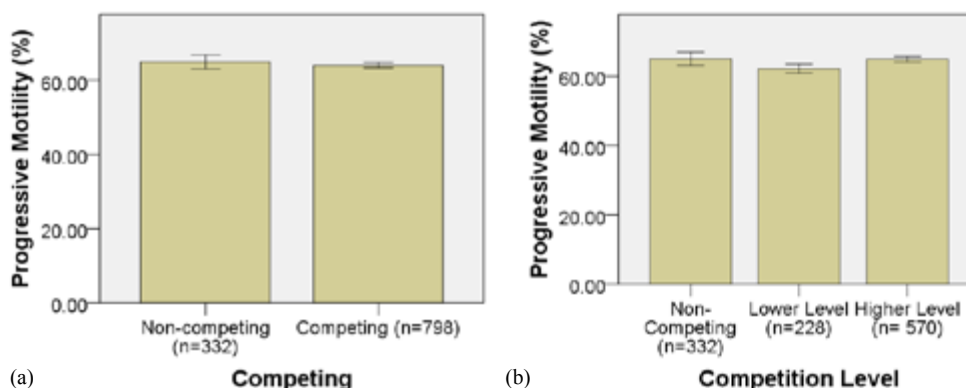 Progressive Motility (%)
60.00
40.00
20.00
0.00
Non-competing
(n=332)
Competing (n=798)
(a)
Competing
Progressive Motility (%)
60.00
40.00
20.00
0.00
Non-
Competing
(n=332)
Lower Level
(n=228)
Higher Level
(n= 570)
(b)
Competition Level